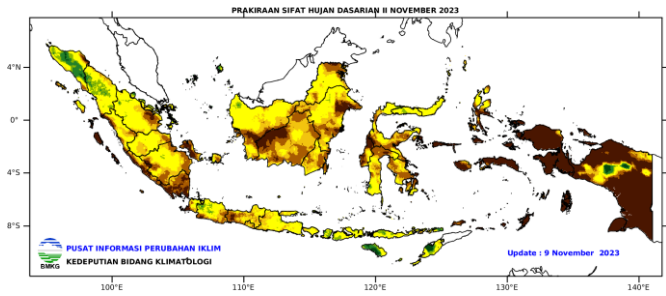 PRAKIRAAN SIFAT HUJAN DASARIAN II NOVEMBER 2023
4°N
0°
4°S
8°S
PUSAT INFORMASI PERUBAHAN IKLIM
KEDEPUTIAN BIDANG KLIMATOLOGI
BMKG
Update : 9 November 2023
100°E
110°E
120°E
130°E
140°E